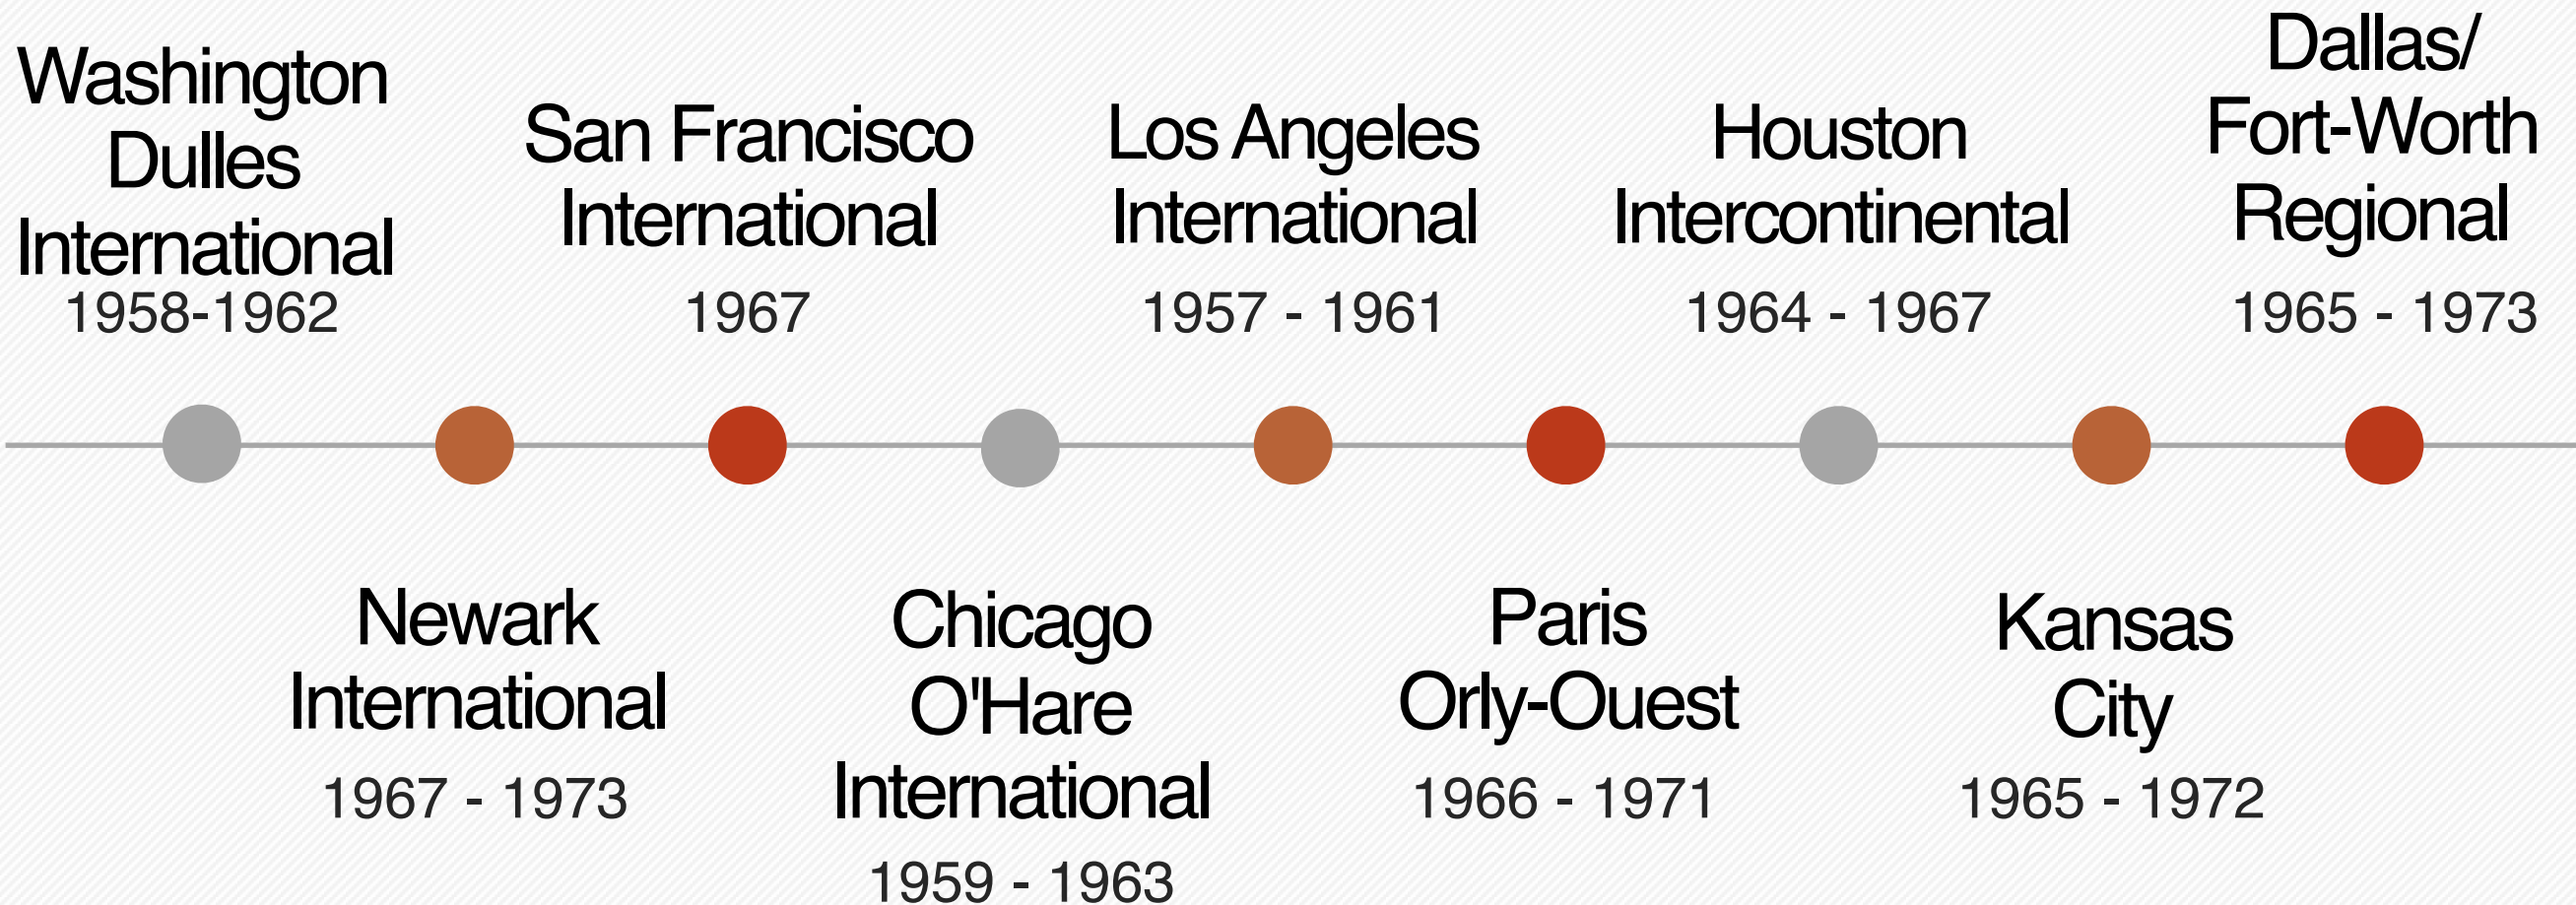 Washington
Dulles
International
1958-1962
Newark
International
1967 - 1973
San Francisco
International
1967
Chicago
O'Hare
International
1959 - 1963
Los Angeles
International
1957 - 1961
Paris
Orly-Ouest
1966 - 1971
Houston
Intercontinental
1964 - 1967
Kansas
City
1965 - 1972
Dallas/
Fort-Worth
Regional
1965 - 1973